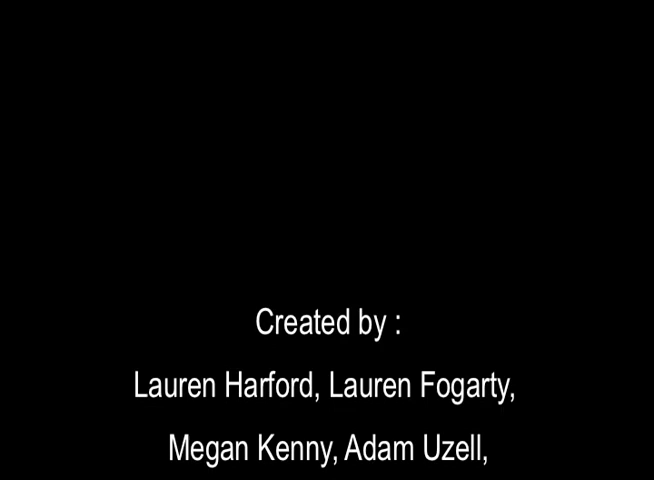 Created by :
Lauren Harford, Lauren Fogarty,
Megan Kenny, Adam Uzell,